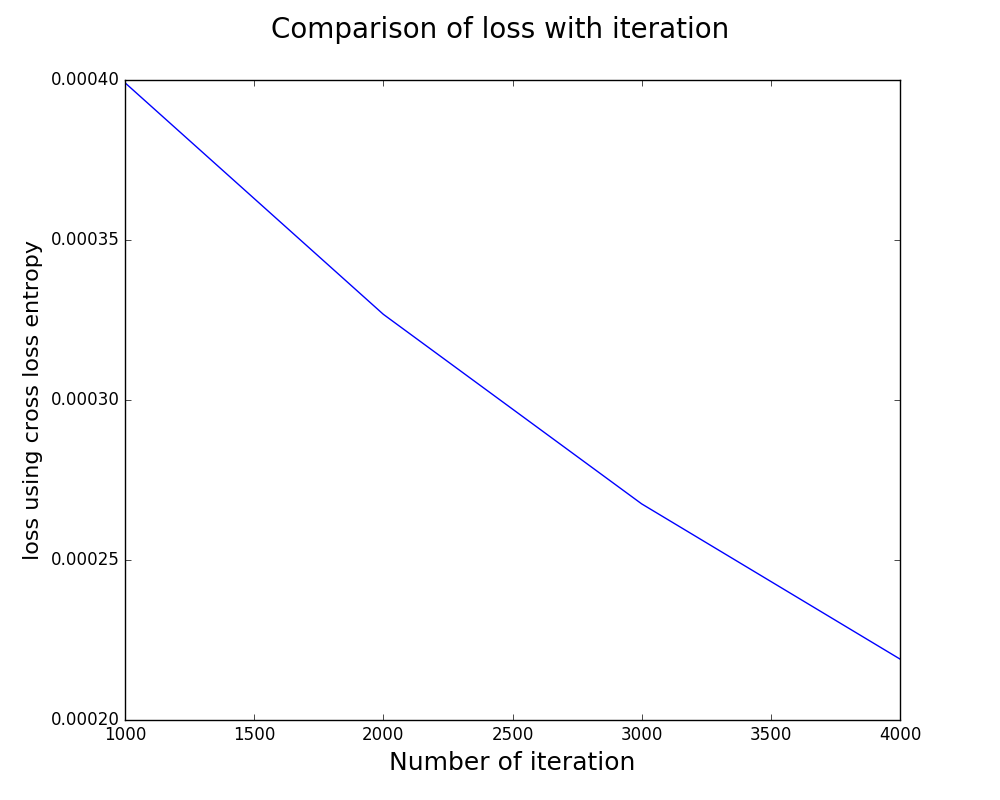 Comparison of loss with iteration
0.00040
0.00035
0.00030
0.00025
0.00020
loss using cross loss entropy
1000 1500 2000 2500 3000 3500 4000
Number of iteration